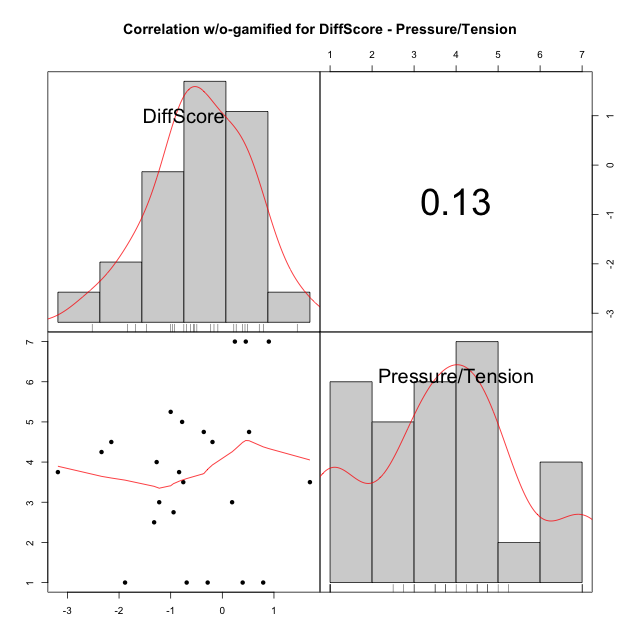 Correlation w/o-gamified for DiffScore - Pressure/Tension
1 2 3 4 5 6 7
DiffScore
0.13
1
0
-1
-2
-3
Pressure/Tension
7
6
5
4
3
2
1
-3 -2 -1 0 1